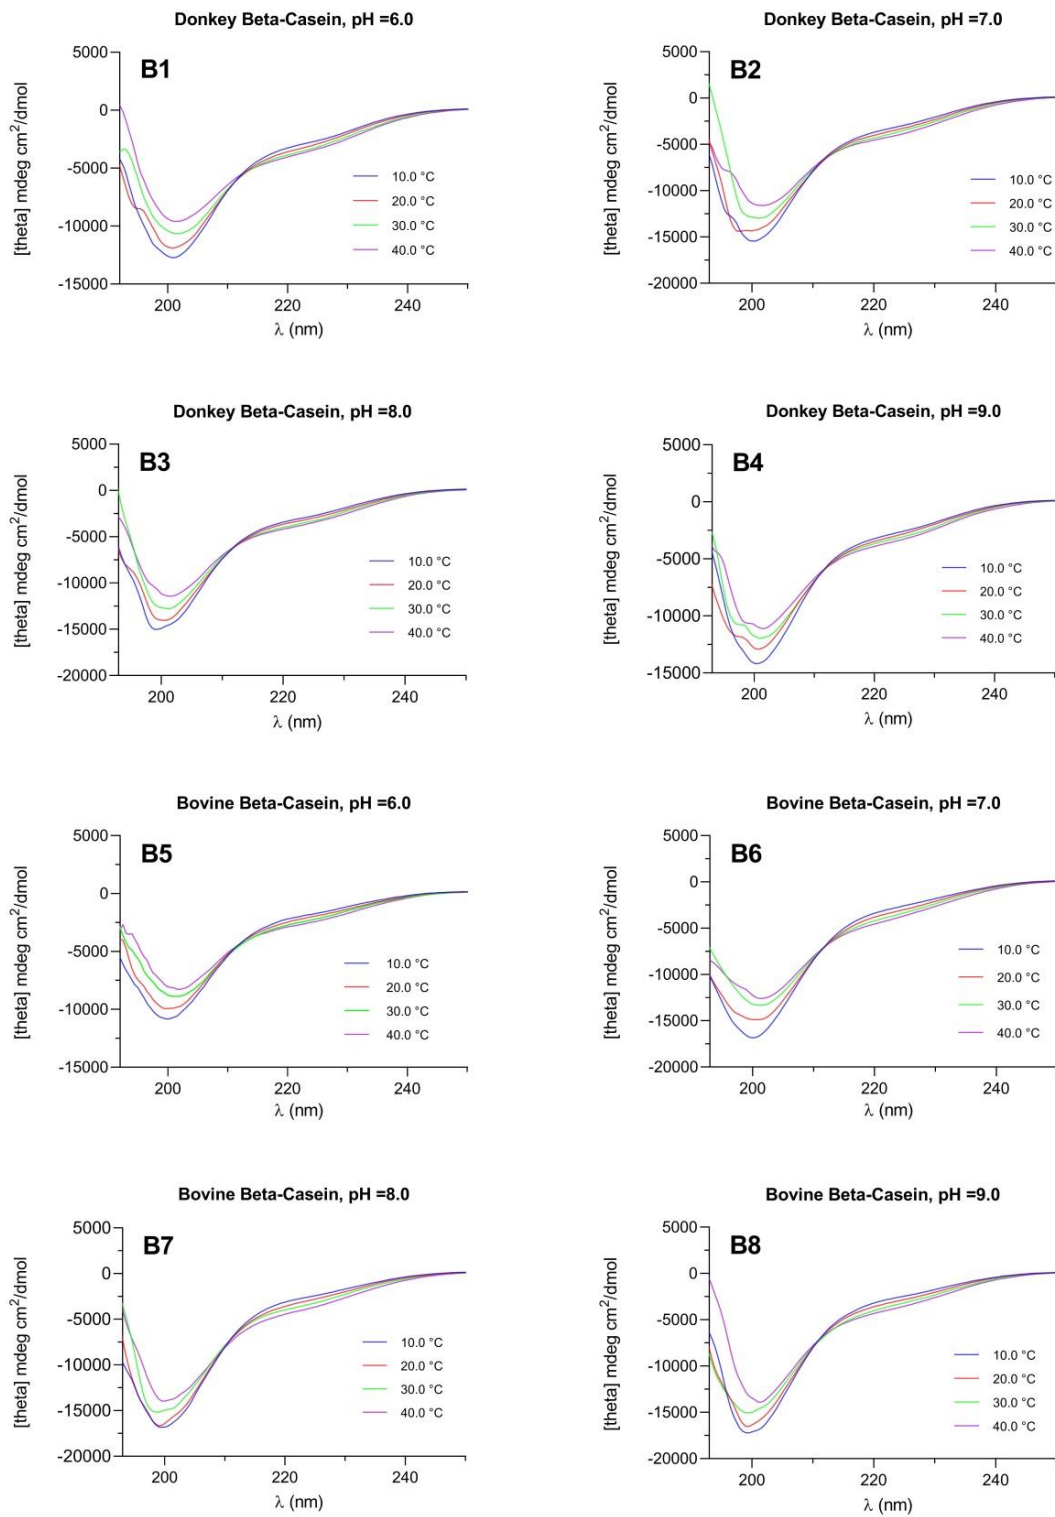 Donkey Beta-Casein, pH =6.0
B1
[theta] mdeg cm²/dmol
5000
0
-5000
-10000
-15000
200
220
240
λ (nm)
10.0 °C
20.0 °C
30.0 °C
40.0 °C
Donkey Beta-Casein, pH =7.0
B2
[theta] mdeg cm²/dmol
5000
0
-5000
-10000
-15000
-20000
200
220
240
λ (nm)
10.0 °C
20.0 °C
30.0 °C
40.0 °C
Donkey Beta-Casein, pH =8.0
B3
[theta] mdeg cm²/dmol
5000
0
-5000
-10000
-15000
-20000
200
220
240
λ (nm)
10.0 °C
20.0 °C
30.0 °C
40.0 °C
Donkey Beta-Casein, pH =9.0
B4
[theta] mdeg cm²/dmol
5000
0
-5000
-10000
-15000
200
220
240
λ (nm)
10.0 °C
20.0 °C
30.0 °C
40.0 °C
Bovine Beta-Casein, pH =6.0
B5
[theta] mdeg cm²/dmol
5000
0
-5000
-10000
-15000
200
220
240
λ (nm)
10.0 °C
20.0 °C
30.0 °C
40.0 °C
Bovine Beta-Casein, pH =7.0
B6
[theta] mdeg cm²/dmol
5000
0
-5000
-10000
-15000
-20000
200
220
240
λ (nm)
10.0 °C
20.0 °C
30.0 °C
40.0 °C
Bovine Beta-Casein, pH =8.0
B7
[theta] mdeg cm²/dmol
5000
0
-5000
-10000
-15000
-20000
200
220
240
λ (nm)
10.0 °C
20.0 °C
30.0 °C
40.0 °C
Bovine Beta-Casein, pH =9.0
B8
[theta] mdeg cm²/dmol
5000
0
-5000
-10000
-15000
-20000
200
220
240
λ (nm)
10.0 °C
20.0 °C
30.0 °C
40.0 °C